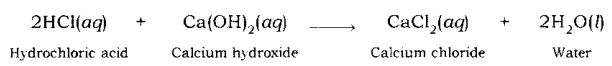 2HCl(aq) + Ca(OH)₂(aq) ⟶ CaCl₂(aq) + 2H₂O(l)
Hydrochloric acid Calcium hydroxide Calcium chloride Water